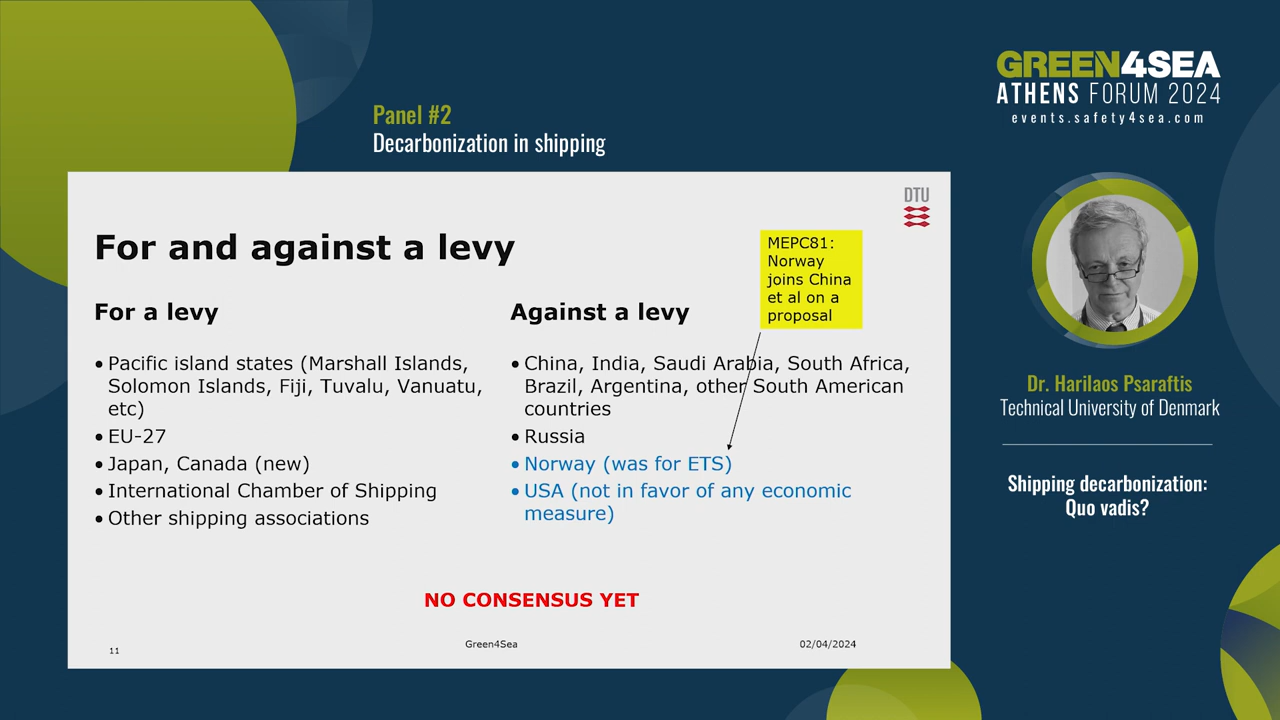 GREEN4SEA
ATHENS FORUM 2024
events.safety4sea.com
Panel #2
Decarbonization in shipping
DTU
For and against a levy
MEPC81:
Norway
joins China
et al on a
proposal
For a levy
• Pacific island states (Marshall Islands,
Solomon Islands, Fiji, Tuvalu, Vanuatu,
etc)
• EU-27
• Japan, Canada (new)
• International Chamber of Shipping
• Other shipping associations
Against a levy
• China, India, Saudi Arabia, South Africa,
Brazil, Argentina, other South American
countries
• Russia
• Norway (was for ETS)
• USA (not in favor of any economic
measure)
NO CONSENSUS YET
11
Green4Sea
02/04/2024
Dr. Harilaos Psaraftis
Technical University of Denmark
Shipping decarbonization:
Quo vadis?